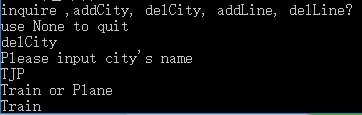 inquire ,addCity, delCity, addLine, delLine?
use None to quit
delCity
Please input city's name
TJP
Train or Plane
Train